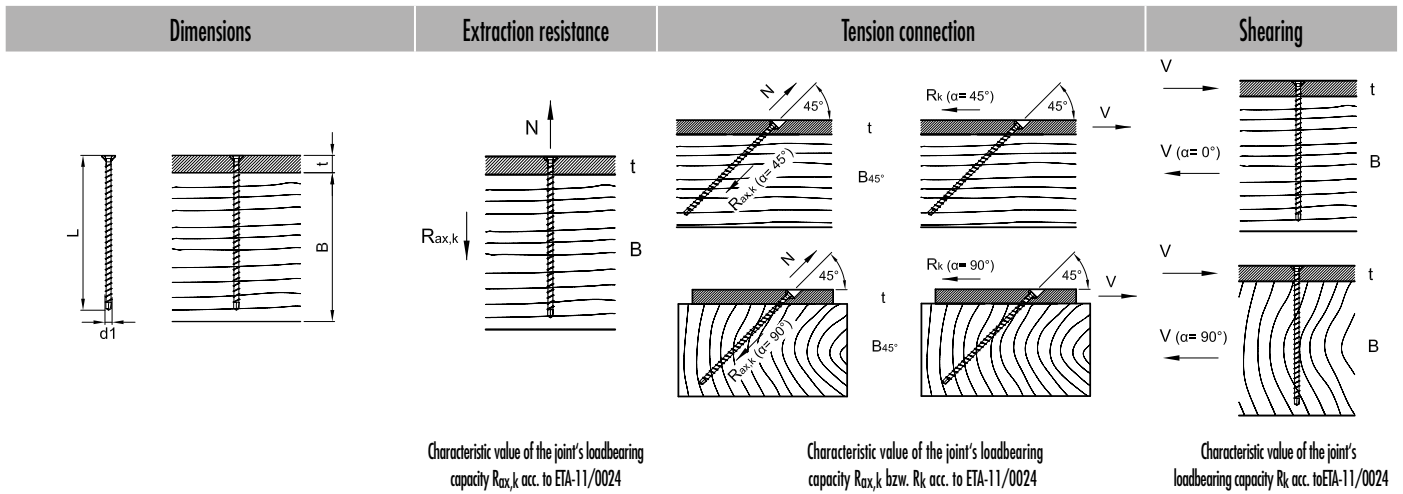 Dimensions
Extraction resistance
Tension connection
Shearing
L
d1
t
B
N
Rax,k
t
B
N
45°
Rax,k (α= 45°)
t
B45°
Rk (α= 45°)
45°
V
N
45°
Rax,k (α= 90°)
t
B45°
Rk (α= 90°)
45°
V
V
t
V (α= 0°)
B
V
t
V (α= 90°)
B
Characteristic value of the joint's loadbearing
capacity Rax,k acc. to ETA-11/0024
Characteristic value of the joint's loadbearing
capacity Rax,k bzw. Rk acc. to ETA-11/0024
Characteristic value of the joint's
loadbearing capacity Rk acc. toETA-11/0024